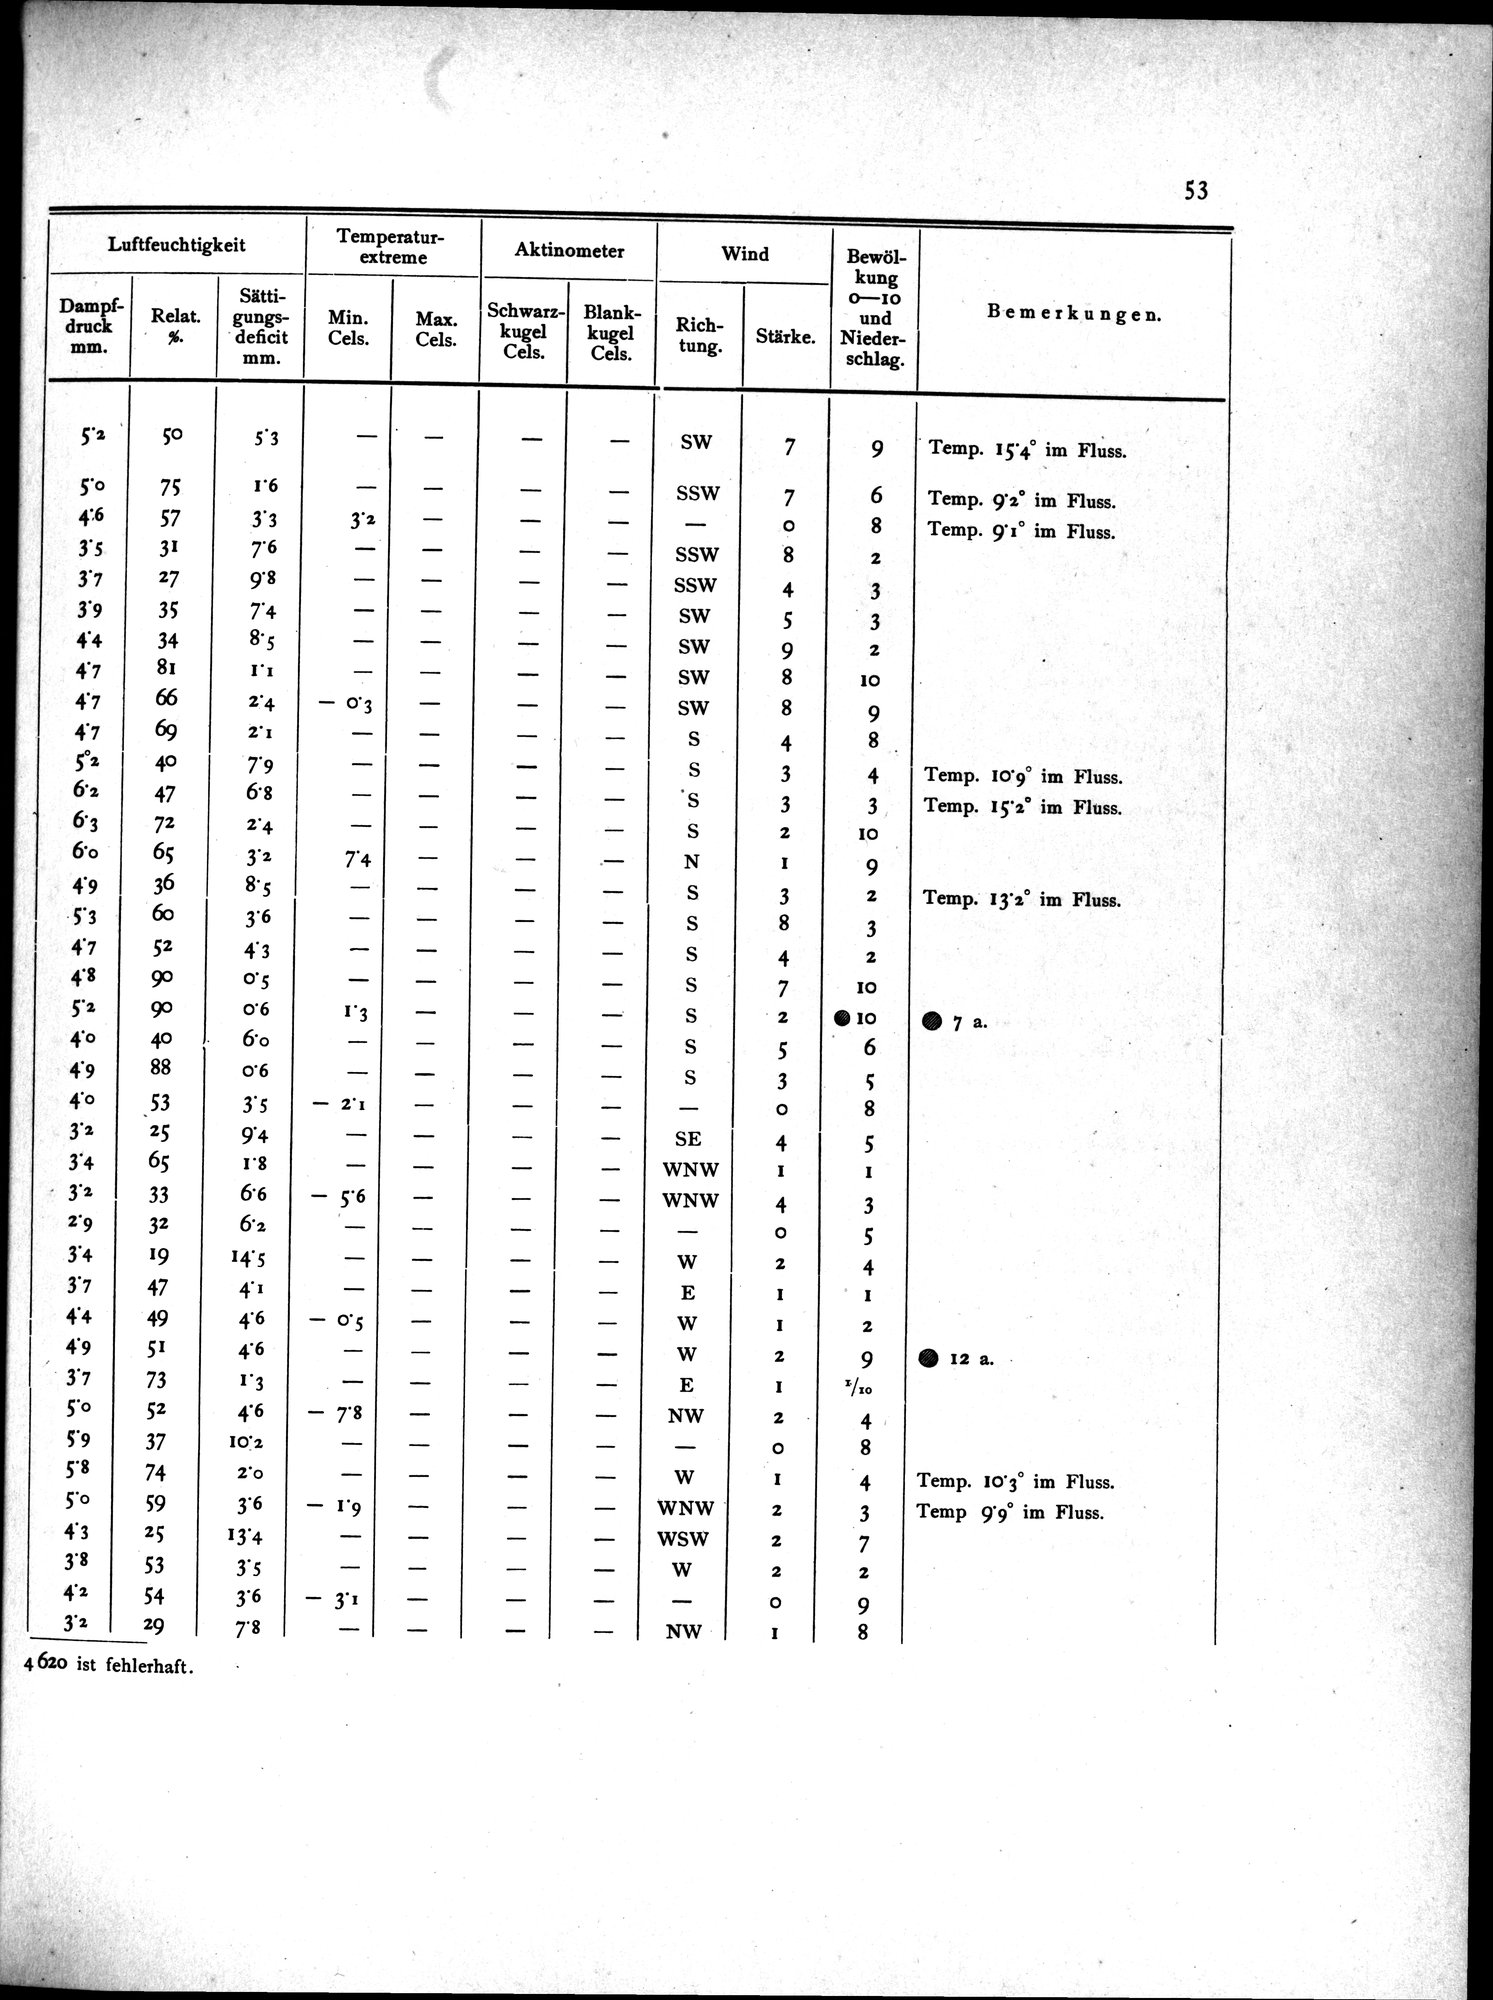 53
Luftfeuchtigkeit Temperatur-extreme Aktinometer Wind Bewöl-kung 0—10 und Nieder-schlag. Bemerkungen.
Dampf-druck mm. Relat. %. Sätti-gungs-deficit mm. Min. Cels. Max. Cels. Schwarz-kugel Cels. Blank-kugel Cels. Rich-tung. Stärke.
5·2 50 5·3 — — — — SW 7 9 Temp. 15·4° im Fluss.
5·0 75 1·6 — — — — SSW 7 6 Temp. 9·2° im Fluss.
4·6 57 3·3 3·2 — — — — 0 8 Temp. 9·1° im Fluss.
3·5 31 7·6 — — — — SSW 8 2
3·7 27 9·8 — — — — SSW 4 3
3·9 35 7·4 — — — — SW 5 3
4·4 34 8·5 — — — — SW 9 2
4·7 81 1·1 — — — — SW 8 10
4·7 66 2·4 — 0·3 — — — SW 8 9
4·7 69 2·1 — — — — S 4 8
5·2 40 7·9 — — — — S 3 4 Temp. 10·9° im Fluss.
6·2 47 6·8 — — — — S 3 3 Temp. 15·2° im Fluss.
6·3 72 2·4 — — — — S 2 10
6·0 65 3·2 7·4 — — — N 1 9
4·9 36 8·5 — — — — S 3 2 Temp. 13·2° im Fluss.
5·3 60 3·6 — — — — S 8 3
4·7 52 4·3 — — — — S 4 2
4·8 90 0·5 — — — — S 7 10
5·2 90 0·6 1·3 — — — S 2 ● 10 ● 7 a.
4·0 40 6·0 — — — — S 5 6
4·9 88 0·6 — — — — S 3 5
4·0 53 3·5 — 2·1 — — — — 0 8
3·2 25 9·4 — — — — SE 4 5
3·4 65 1·8 — — — — WNW 1 1
3·2 33 6·6 — 5·6 — — — WNW 4 3
2·9 32 6·2 — — — — — 0 5
3·4 19 14·5 — — — — W 2 4
3·7 47 4·1 — — — — E 1 1
4·4 49 4·6 — 0·5 — — — W 1 2
4·9 51 4·6 — — — — W 2 9 ● 12 a.
3·7 73 1·3 — — — — E 1 1/10
5·0 52 4·6 — 7·8 — — — NW 2 4
5·9 37 10·2 — — — — — 0 8
5·8 74 2·0 — — — — W 1 4 Temp. 10·3° im Fluss.
5·0 59 3·6 — 1·9 — — — WNW 2 3 Temp 9·9° im Fluss.
4·3 25 13·4 — — — — WSW 2 7
3·8 53 3·5 — — — — W 2 2
4·2 54 3·6 — 3·1 — — — — 0 9
3·2 29 7·8 — — — — NW 1 8
4620 ist fehlerhaft.